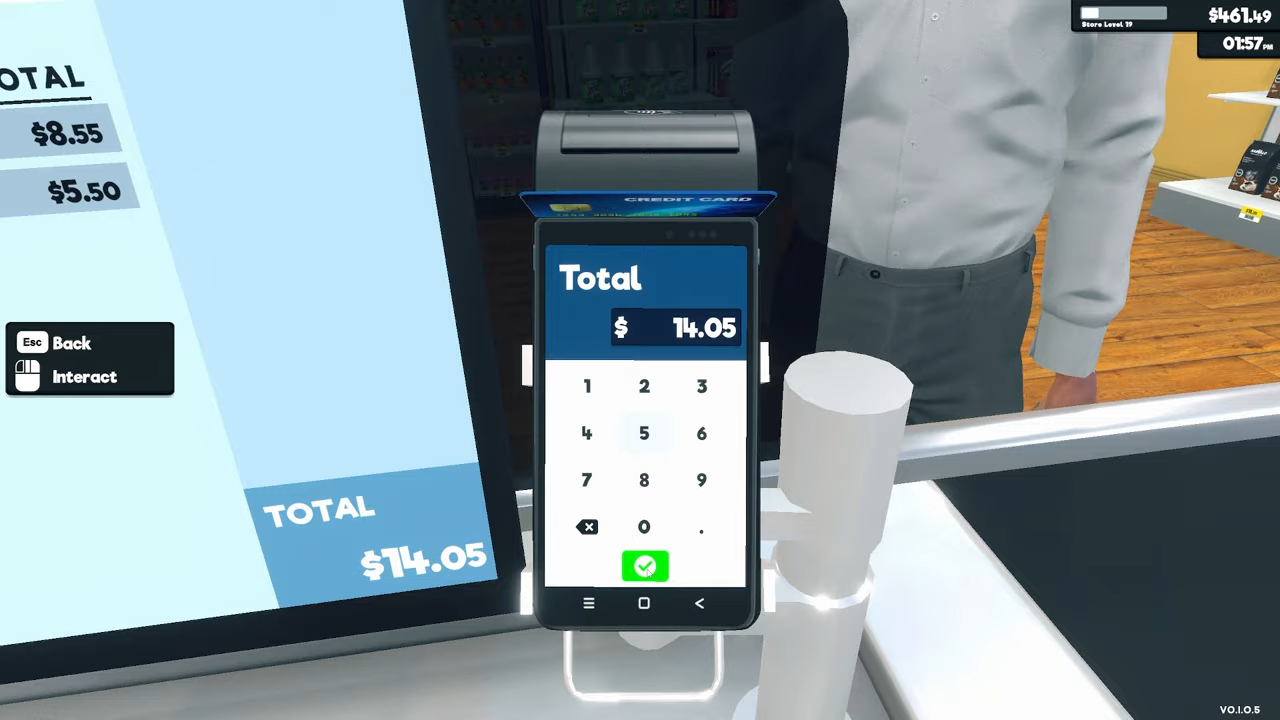 OTAL
$8.55
$5.50
Esc Back
Interact
TOTAL
$14.05
CREDIT CARD
Total
$ 14.05
1 2 3
4 5 6
7 8 9
0 .
Store Level 19
$461.49
01:57PM
V0.1.0.5